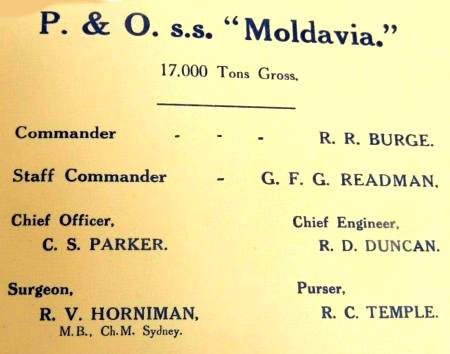 P. & O. s.s. "Moldavia."
17,000 Tons Gross.
Commander - - - R. R. BURGE.
Staff Commander - G. F. G. READMAN.
Chief Officer, Chief Engineer,
C. S. PARKER. R. D. DUNCAN.
Surgeon, Purser,
R. V. HORNIMAN, R. C. TEMPLE.
M.B., Ch.M. Sydney.